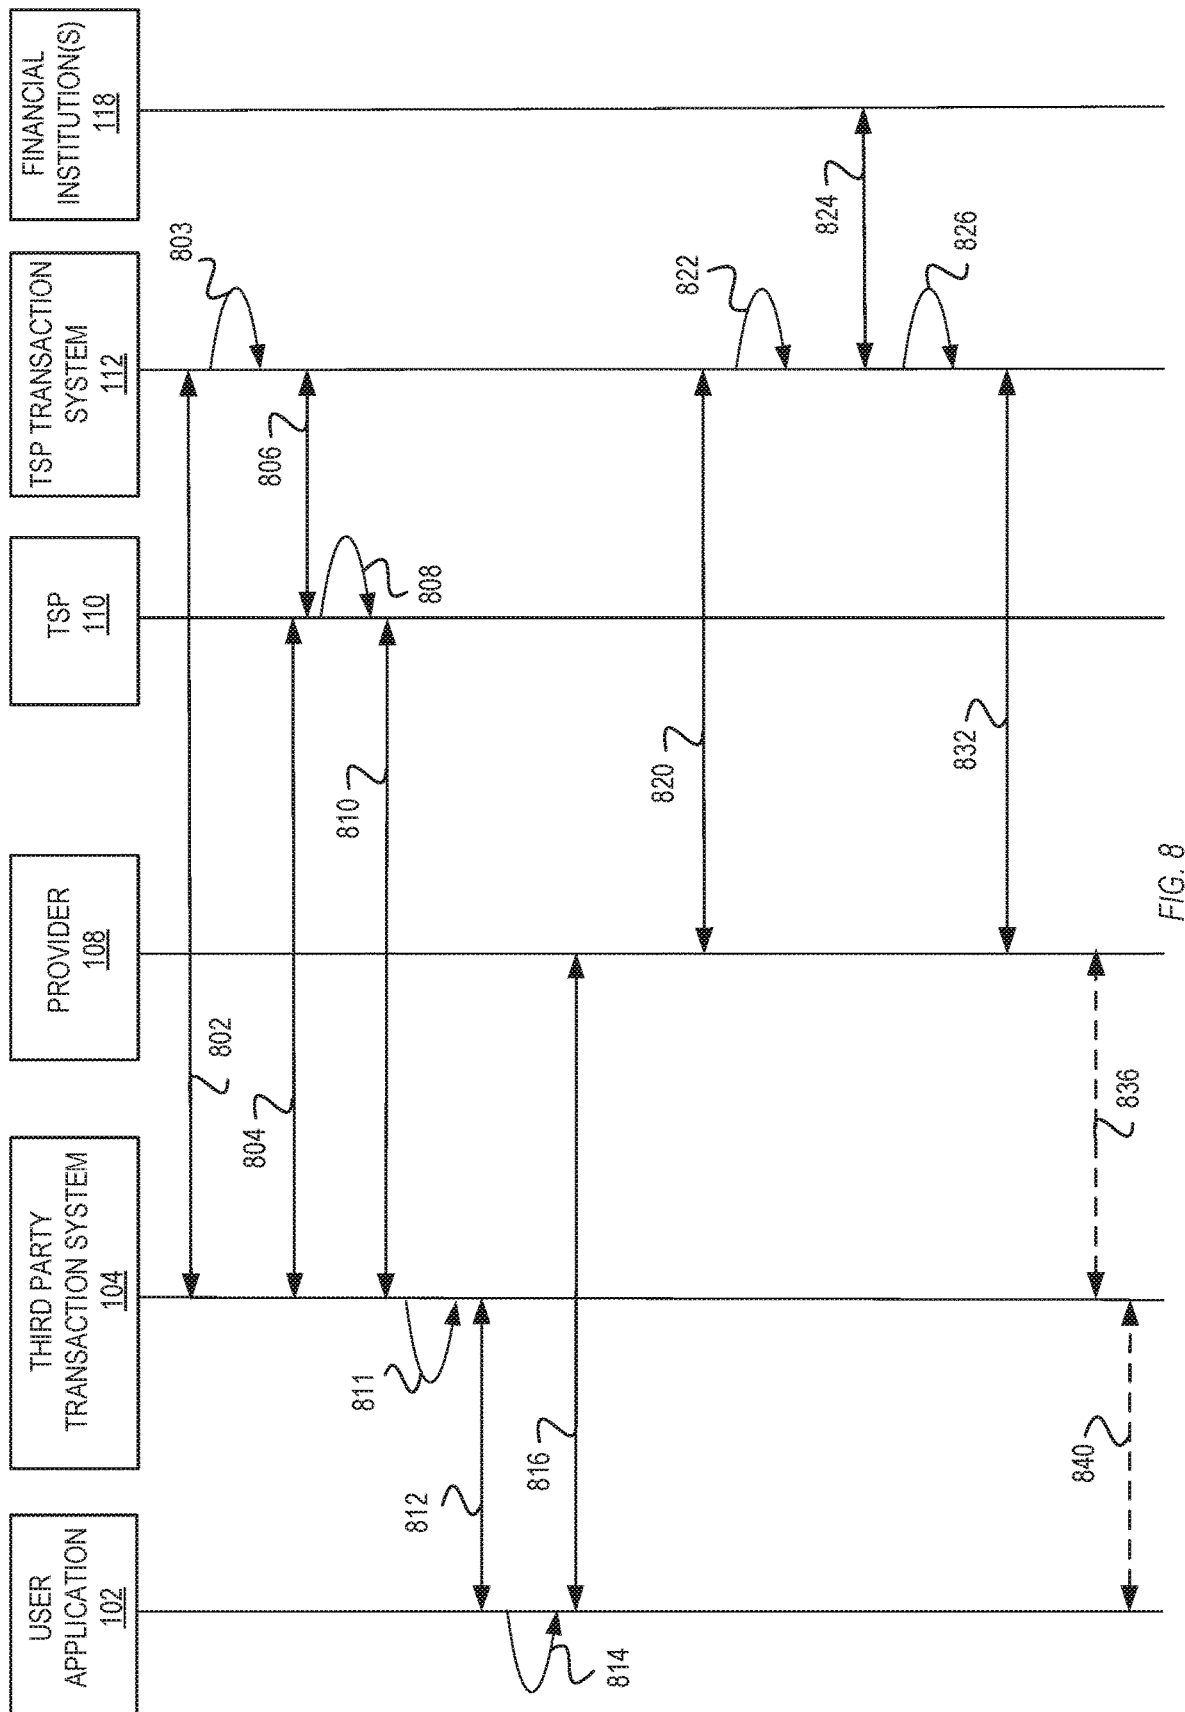 USER
APPLICATION
102
THIRD PARTY
TRANSACTION SYSTEM
104
PROVIDER
108
TSP
110
TSP TRANSACTION
SYSTEM
112
FINANCIAL
INSTITUTION(S)
118
802
803
804
806
808
810
811
812
814
816
820
822
824
826
832
836
840
FIG. 8